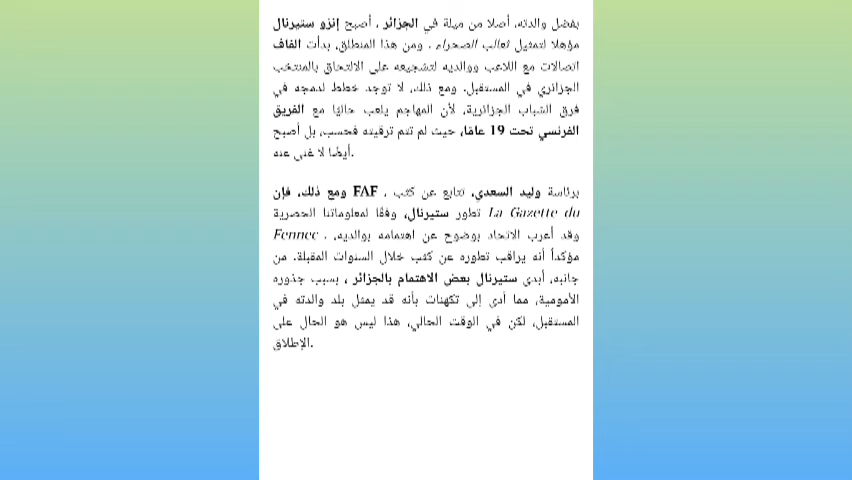 بفضل والدته، أصلا من ميلة في الجزائر ، أصبح إنزو ستيرنال
مؤهلا لتمثيل ثعالب الصحراء . ومن هذا المنطلق، بدأت الفاف
اتصالات مع اللاعب ووالديه لتشجيعه على الالتحاق بالمنتخب
الجزائري في المستقبل. ومع ذلك، لا توجد خطط لدمجه في
فرق الشباب الجزائرية، لأن المهاجم يلعب حاليًا مع الفريق
الفرنسي تحت 19 عامًا، حيث لم تتم ترقيته فحسب، بل أصبح
أيضا لا غنى عنه.
برئاسة وليد السعدي، تتابع عن كثب ، FAF ومع ذلك، فإن
La Gazette du تطور ستيرنال، وفقًا لمعلوماتنا الحصرية
Fennec . وقد أعرب الاتحاد بوضوح عن اهتمامه بوالديه،
مؤكداً أنه يراقب تطوره عن كثب خلال السنوات المقبلة. من
جانبه، أبدى ستيرنال بعض الاهتمام بالجزائر ، بسبب جذوره
الأمومية، مما أدى إلى تكهنات بأنه قد يمثل بلد والدته في
المستقبل، لكن في الوقت الحالي، هذا ليس هو الحال على
الإطلاق.